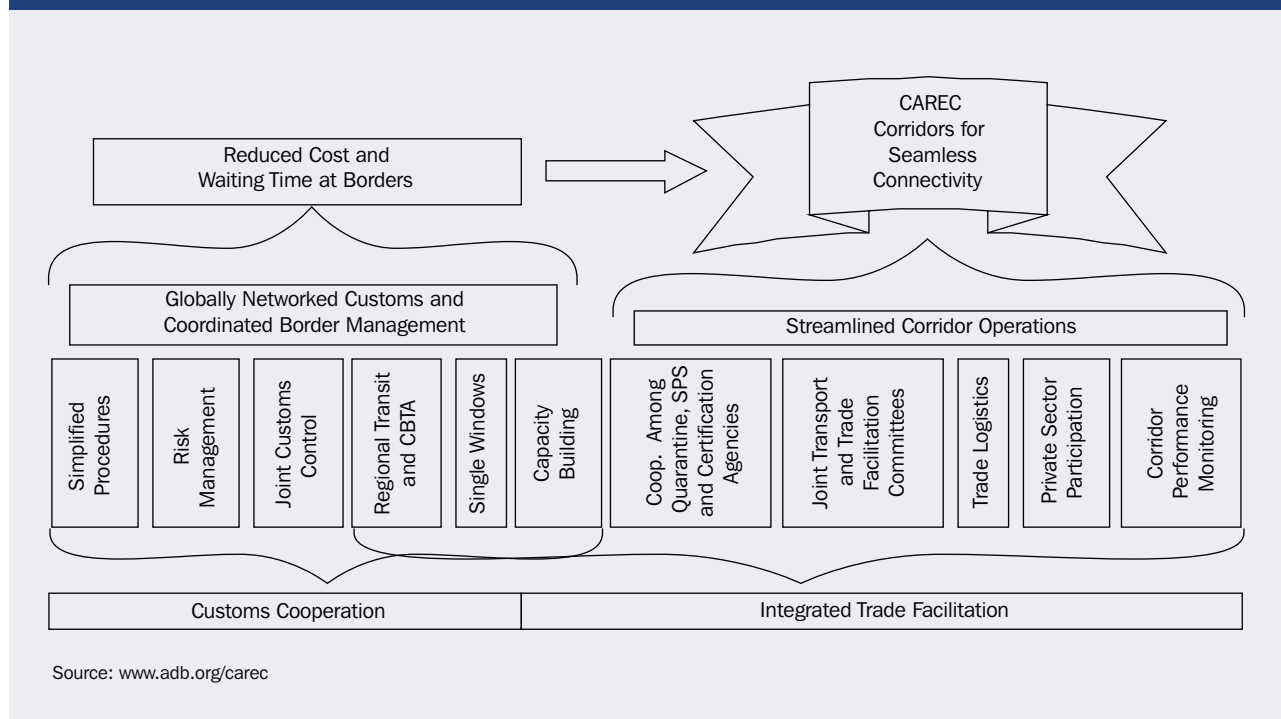 CAREC
Corridors for
Seamless
Connectivity
Reduced Cost and
Waiting Time at Borders
Globally Networked Customs and
Coordinated Border Management
Streamlined Corridor Operations
Simplified
Procedures
Risk
Management
Joint Customs
Control
Regional Transit
and CBTA
Single Windows
Capacity
Building
Coop. Among
Quarantine, SPS
and Certification
Agencies
Joint Transport
and Trade
Facilitation
Committees
Trade Logistics
Private Sector
Participation
Corridor
Performance
Monitoring
Customs Cooperation
Integrated Trade Facilitation
Source: www.adb.org/carec